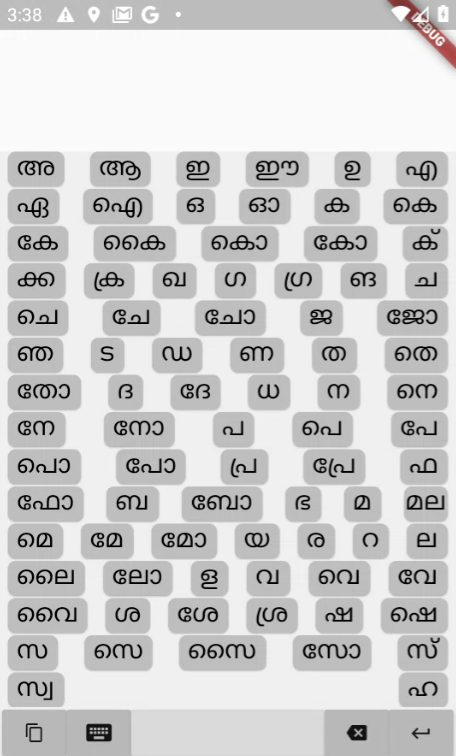 3:38
DEBUG
അ ആ ഇ ഈ ഉ എ
ഏ ഐ ഒ ഓ ക കെ
കേ കൈ കൊ കോ ക്
ക്ക ക്ര ഖ ഗ ഗ്ര ങ ച
ചെ ചേ ചോ ജ ജോ
ഞ ട ഡ ണ ത തെ
തോ ദ ദേ ധ ന നെ
നേ നോ പ പെ പേ
പൊ പോ പ്ര പ്രേ ഫ
ഫോ ബ ബോ ഭ മ മല
മെ മേ മോ യ ര റ ല
ലൈ ലോ ള വ വെ വേ
വൈ ശ ശേ ശ്ര ഷ ഷെ
സ സെ സൈ സോ സ്
സ്വ ഹ